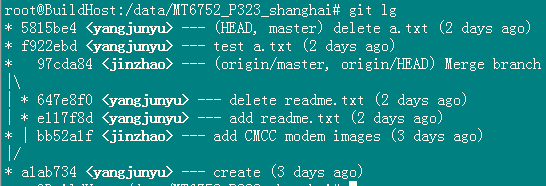 root@BuildHost:/data/MT6752_P323_shanghai# git lg
* 5815be4 <yangjunyu> --- (HEAD, master) delete a.txt (2 days ago)
* f922ebd <yangjunyu> --- test a.txt (2 days ago)
*   97cda84 <jinzhao> --- (origin/master, origin/HEAD) Merge branch
|\
| * 647e8f0 <yangjunyu> --- delete readme.txt (2 days ago)
| * e117f8d <yangjunyu> --- add readme.txt (2 days ago)
* | bb52a1f <jinzhao> --- add CMCC modem images (3 days ago)
|/
* a1ab734 <yangjunyu> --- create (3 days ago)